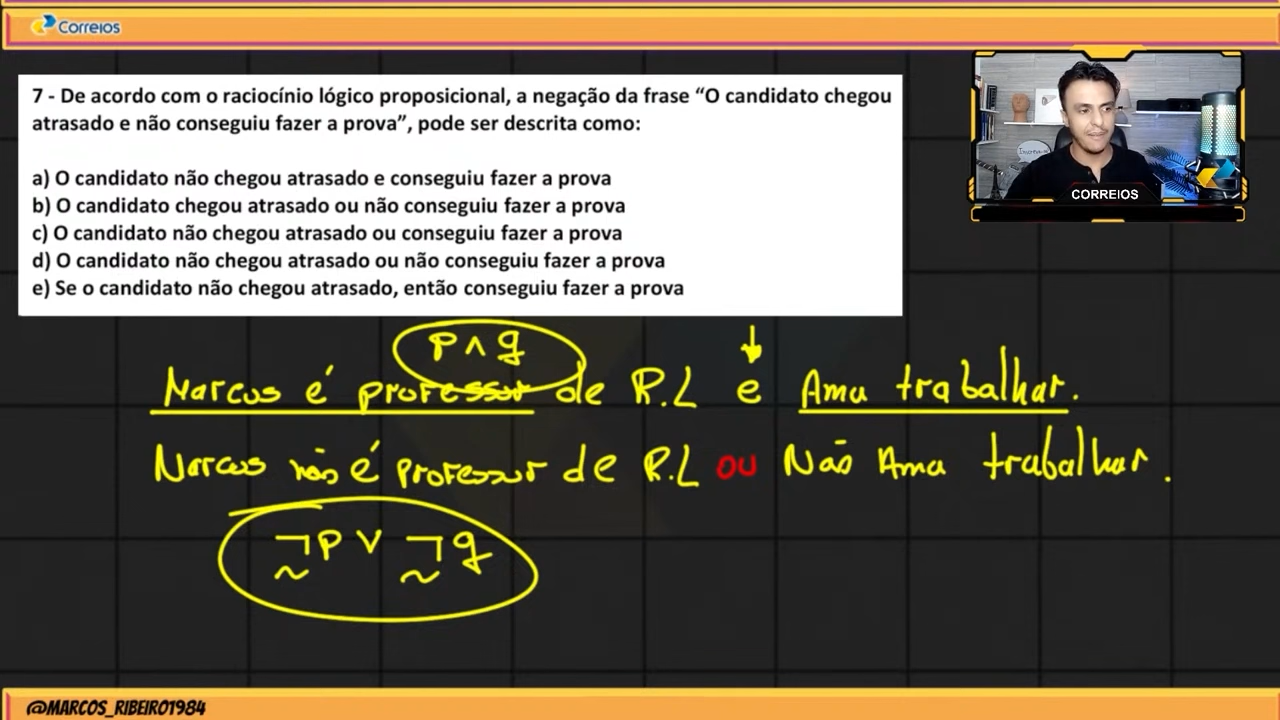 Correios
7 - De acordo com o raciocínio lógico proposicional, a negação da frase “O candidato chegou
atrasado e não conseguiu fazer a prova”, pode ser descrita como:
a) O candidato não chegou atrasado e conseguiu fazer a prova
b) O candidato chegou atrasado ou não conseguiu fazer a prova
c) O candidato não chegou atrasado ou conseguiu fazer a prova
d) O candidato não chegou atrasado ou não conseguiu fazer a prova
e) Se o candidato não chegou atrasado, então conseguiu fazer a prova
CORREIOS
P ∧ q
Marcos é professor de R.L e Ama trabalhar.
Marcos não é professor de R.L ou Não Ama trabalhar.
¬P ∨ ¬q
~ ~
@MARCOS_RIBEIRO1984